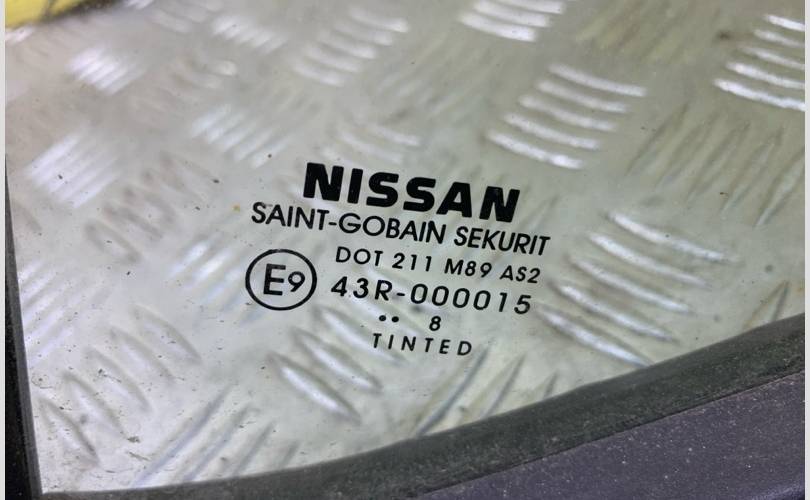 NISSAN
SAINT-GOBAIN SEKURIT
DOT 211 M89 AS2
E9 43R-000015
•• 8
TINTED